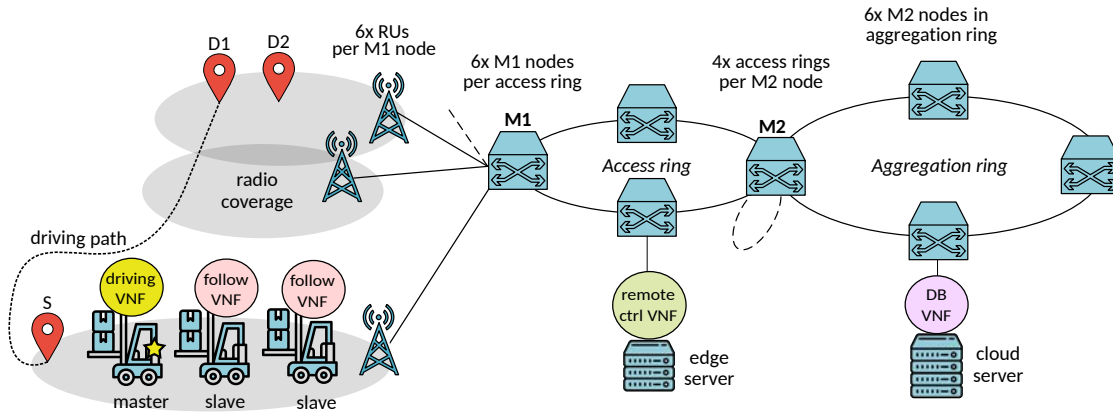 D1
D2
6x RUs
per M1 node
6x M1 nodes
per access ring
4x access rings
per M2 node
6x M2 nodes in
aggregation ring
M1
M2
Access ring
Aggregation ring
radio
coverage
driving path
S
driving
VNF
follow
VNF
follow
VNF
remote
ctrl VNF
DB
VNF
edge
server
cloud
server
master
slave
slave